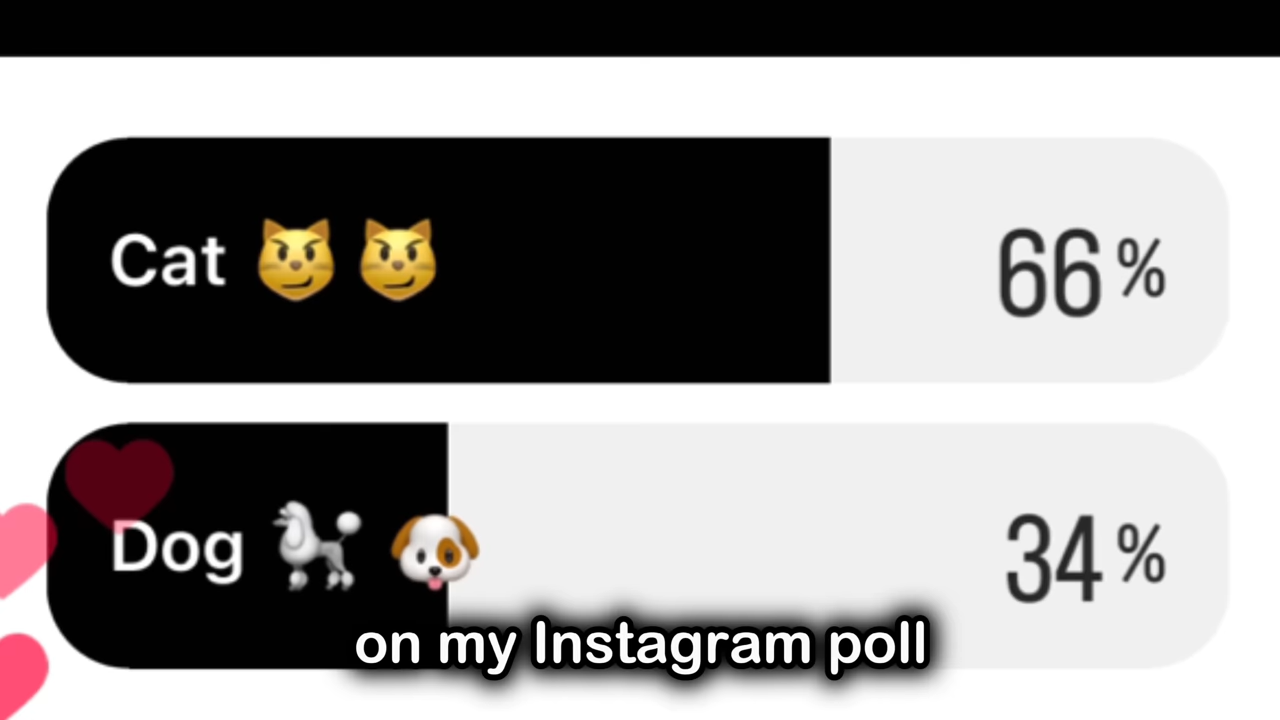 Cat 😼 😼 66%
Dog 🐩 🐶 34%
on my Instagram poll